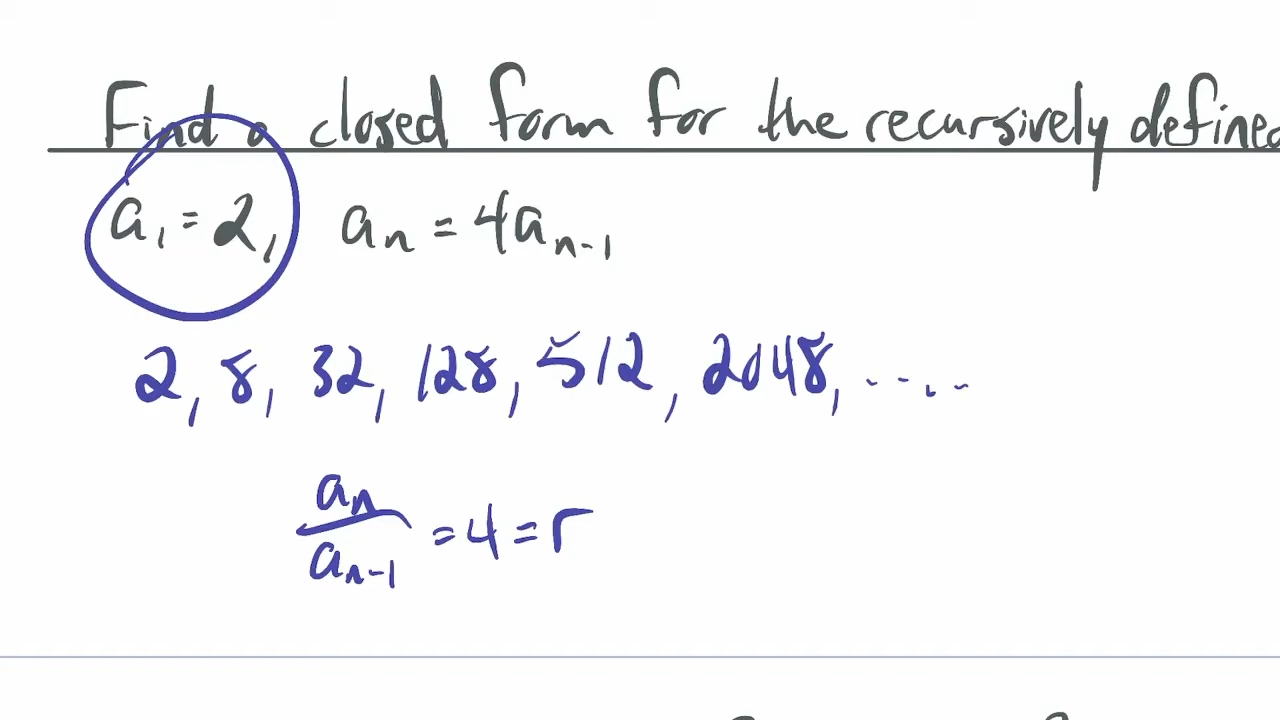 Find a closed form for the recursively defined
a₁ = 2, aₙ = 4aₙ₋₁
2, 8, 32, 128, 512, 2048, .....
aₙ
/aₙ₋₁ = 4 = r